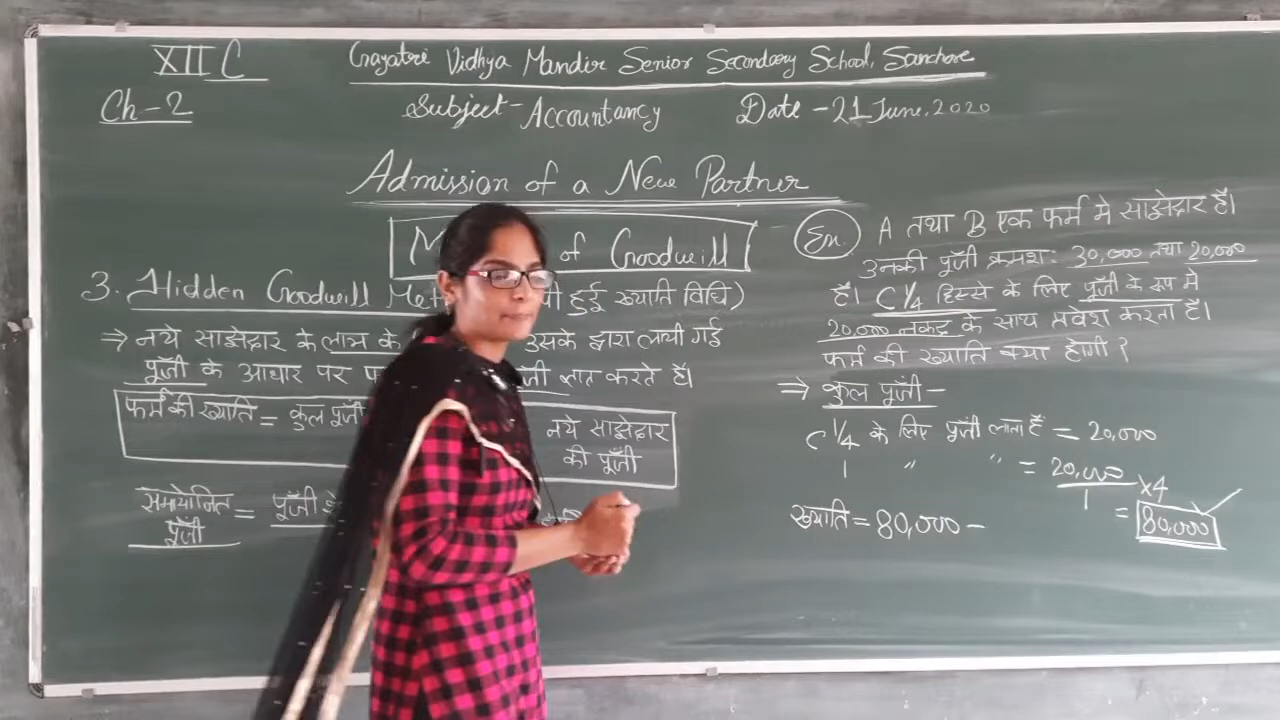 XII C
Gayatri Vidhya Mandir Senior Secondary School, Sanchore
Ch-2
Subject - Accountancy
Date - 21 June, 2020
Admission of a New Partner
of Goodwill
3. Hidden Goodwill हुई ख्याति विधि)
⇒ नये साझेदार के लाभ के उसके द्वारा लायी गई
पूँजी के आधार पर ज्ञात करते हैं।
फर्म की ख्याति = कुल पूँजी
नये साझेदार
की पूँजी
समायोजित
पूँजी = पूँजी
Ex. A तथा B एक फर्म मे साझेदार हैं।
उनकी पूँजी क्रमश: 30,000 तथा 20,000
है। C 1/4 हिस्से के लिए पूँजी के रूप मे
20,000 नकद के साथ प्रवेश करता है।
फर्म की ख्याति क्या होगी ?
⇒ कुल पूँजी -
C 1/4 के लिए पूँजी लाता हैं = 20,000
1 " " = 20,000/1 ×4
= 80,000
ख्याति = 80,000 -